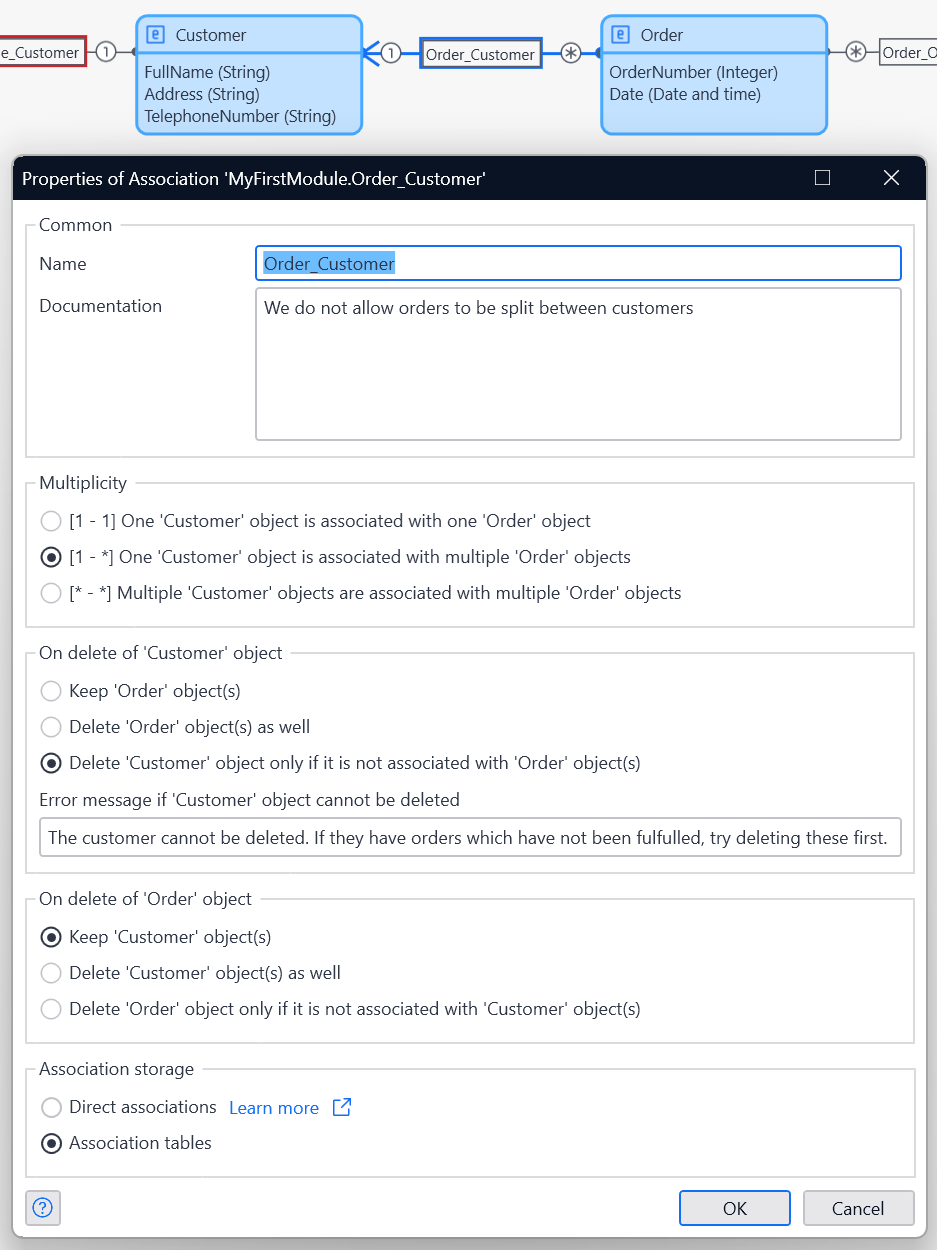 e_Customer 1 Customer 1 Order_Customer * Order * Order_O
FullName (String)
Address (String)
TelephoneNumber (String)
OrderNumber (Integer)
Date (Date and time)
Properties of Association 'MyFirstModule.Order_Customer'
Common
Name Order_Customer
Documentation We do not allow orders to be split between customers
Multiplicity
[1 - 1] One 'Customer' object is associated with one 'Order' object
[1 - *] One 'Customer' object is associated with multiple 'Order' objects
[* - *] Multiple 'Customer' objects are associated with multiple 'Order' objects
On delete of 'Customer' object
Keep 'Order' object(s)
Delete 'Order' object(s) as well
Delete 'Customer' object only if it is not associated with 'Order' object(s)
Error message if 'Customer' object cannot be deleted
The customer cannot be deleted. If they have orders which have not been fulfulled, try deleting these first.
On delete of 'Order' object
Keep 'Customer' object(s)
Delete 'Customer' object(s) as well
Delete 'Order' object only if it is not associated with 'Customer' object(s)
Association storage
Direct associations Learn more
Association tables
? OK Cancel